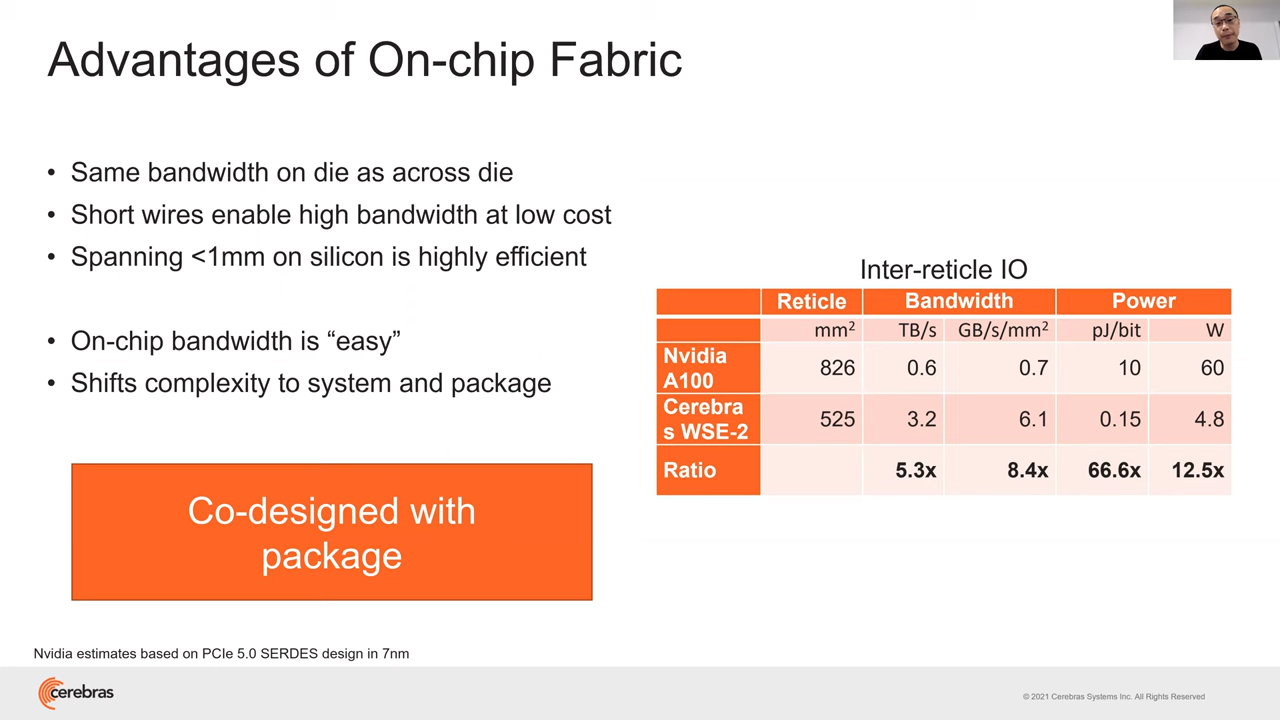 Advantages of On-chip Fabric
• Same bandwidth on die as across die
• Short wires enable high bandwidth at low cost
• Spanning <1mm on silicon is highly efficient
• On-chip bandwidth is “easy”
• Shifts complexity to system and package
Co-designed with
package
Inter-reticle IO
Reticle Bandwidth Power
mm² TB/s GB/s/mm² pJ/bit W
Nvidia
A100 826 0.6 0.7 10 60
Cerebra
s WSE-2 525 3.2 6.1 0.15 4.8
Ratio 5.3x 8.4x 66.6x 12.5x
Nvidia estimates based on PCIe 5.0 SERDES design in 7nm
cerebras
© 2021 Cerebras Systems Inc. All Rights Reserved